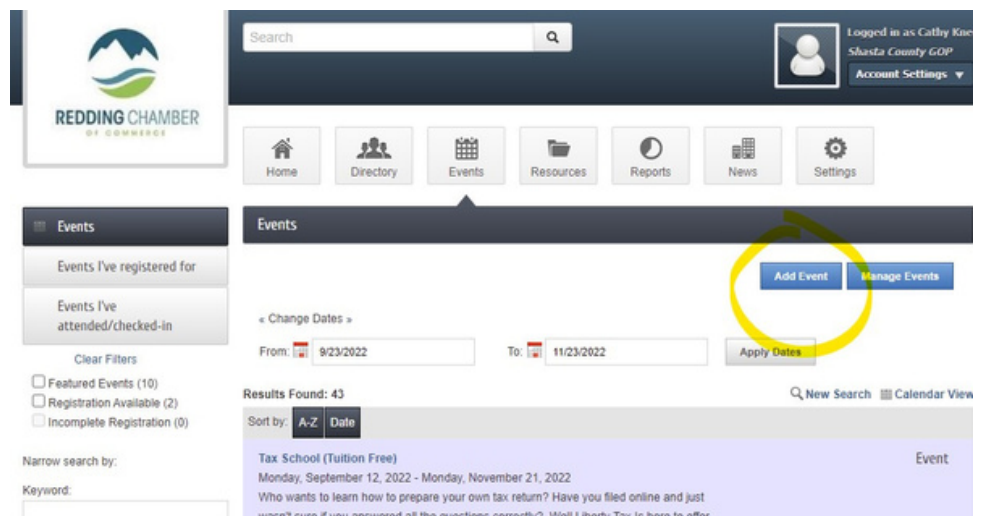 Search
Logged in as Cathy Kne
Shasta County GOP
Account Settings
REDDING CHAMBER
OF COMMERCE
Home
Directory
Events
Resources
Reports
News
Settings
Events
Events I've registered for
Events I've
attended/checked-in
Clear Filters
Featured Events (10)
Registration Available (2)
Incomplete Registration (0)
Narrow search by:
Keyword:
Events
Add Event
Manage Events
« Change Dates »
From: 9/23/2022 To: 11/23/2022 Apply Dates
Results Found: 43
New Search Calendar View
Sort by: A-Z Date
Tax School (Tuition Free)
Event
Monday, September 12, 2022 - Monday, November 21, 2022
Who wants to learn how to prepare your own tax return? Have you filed online and just
wasn't sure if you answered all the questions correctly? Well Liberty Tax is here to offer